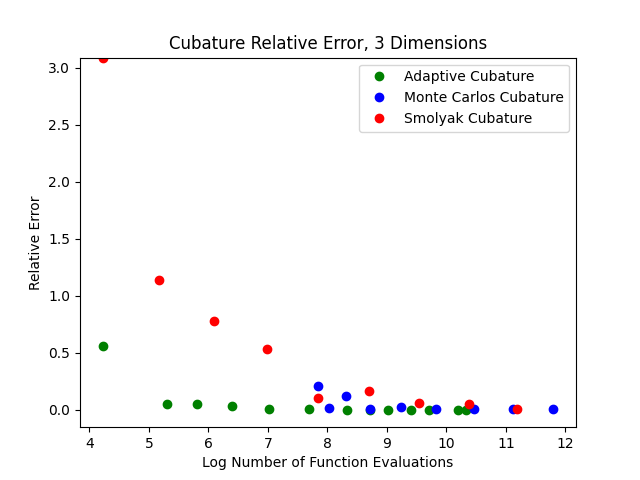 Cubature Relative Error, 3 Dimensions
3.0
2.5
2.0
1.5
1.0
0.5
0.0
Relative Error
Adaptive Cubature
Monte Carlos Cubature
Smolyak Cubature
4 5 6 7 8 9 10 11 12
Log Number of Function Evaluations